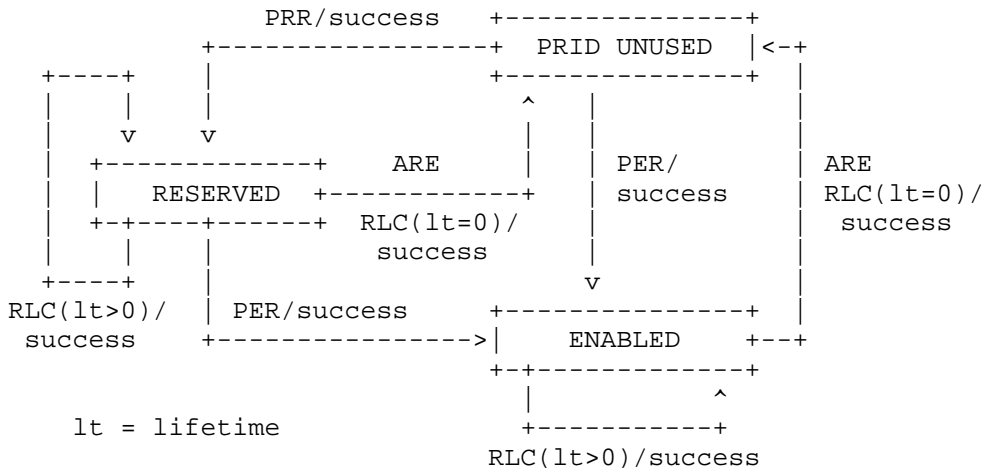 PRR/success
PRID UNUSED
ARE
PER/
ARE
success
RLC(lt=0)/
RESERVED
RLC(lt=0)/
success
success
RLC(lt>0)/
PER/success
success
ENABLED
lt = lifetime
RLC(lt>0)/success